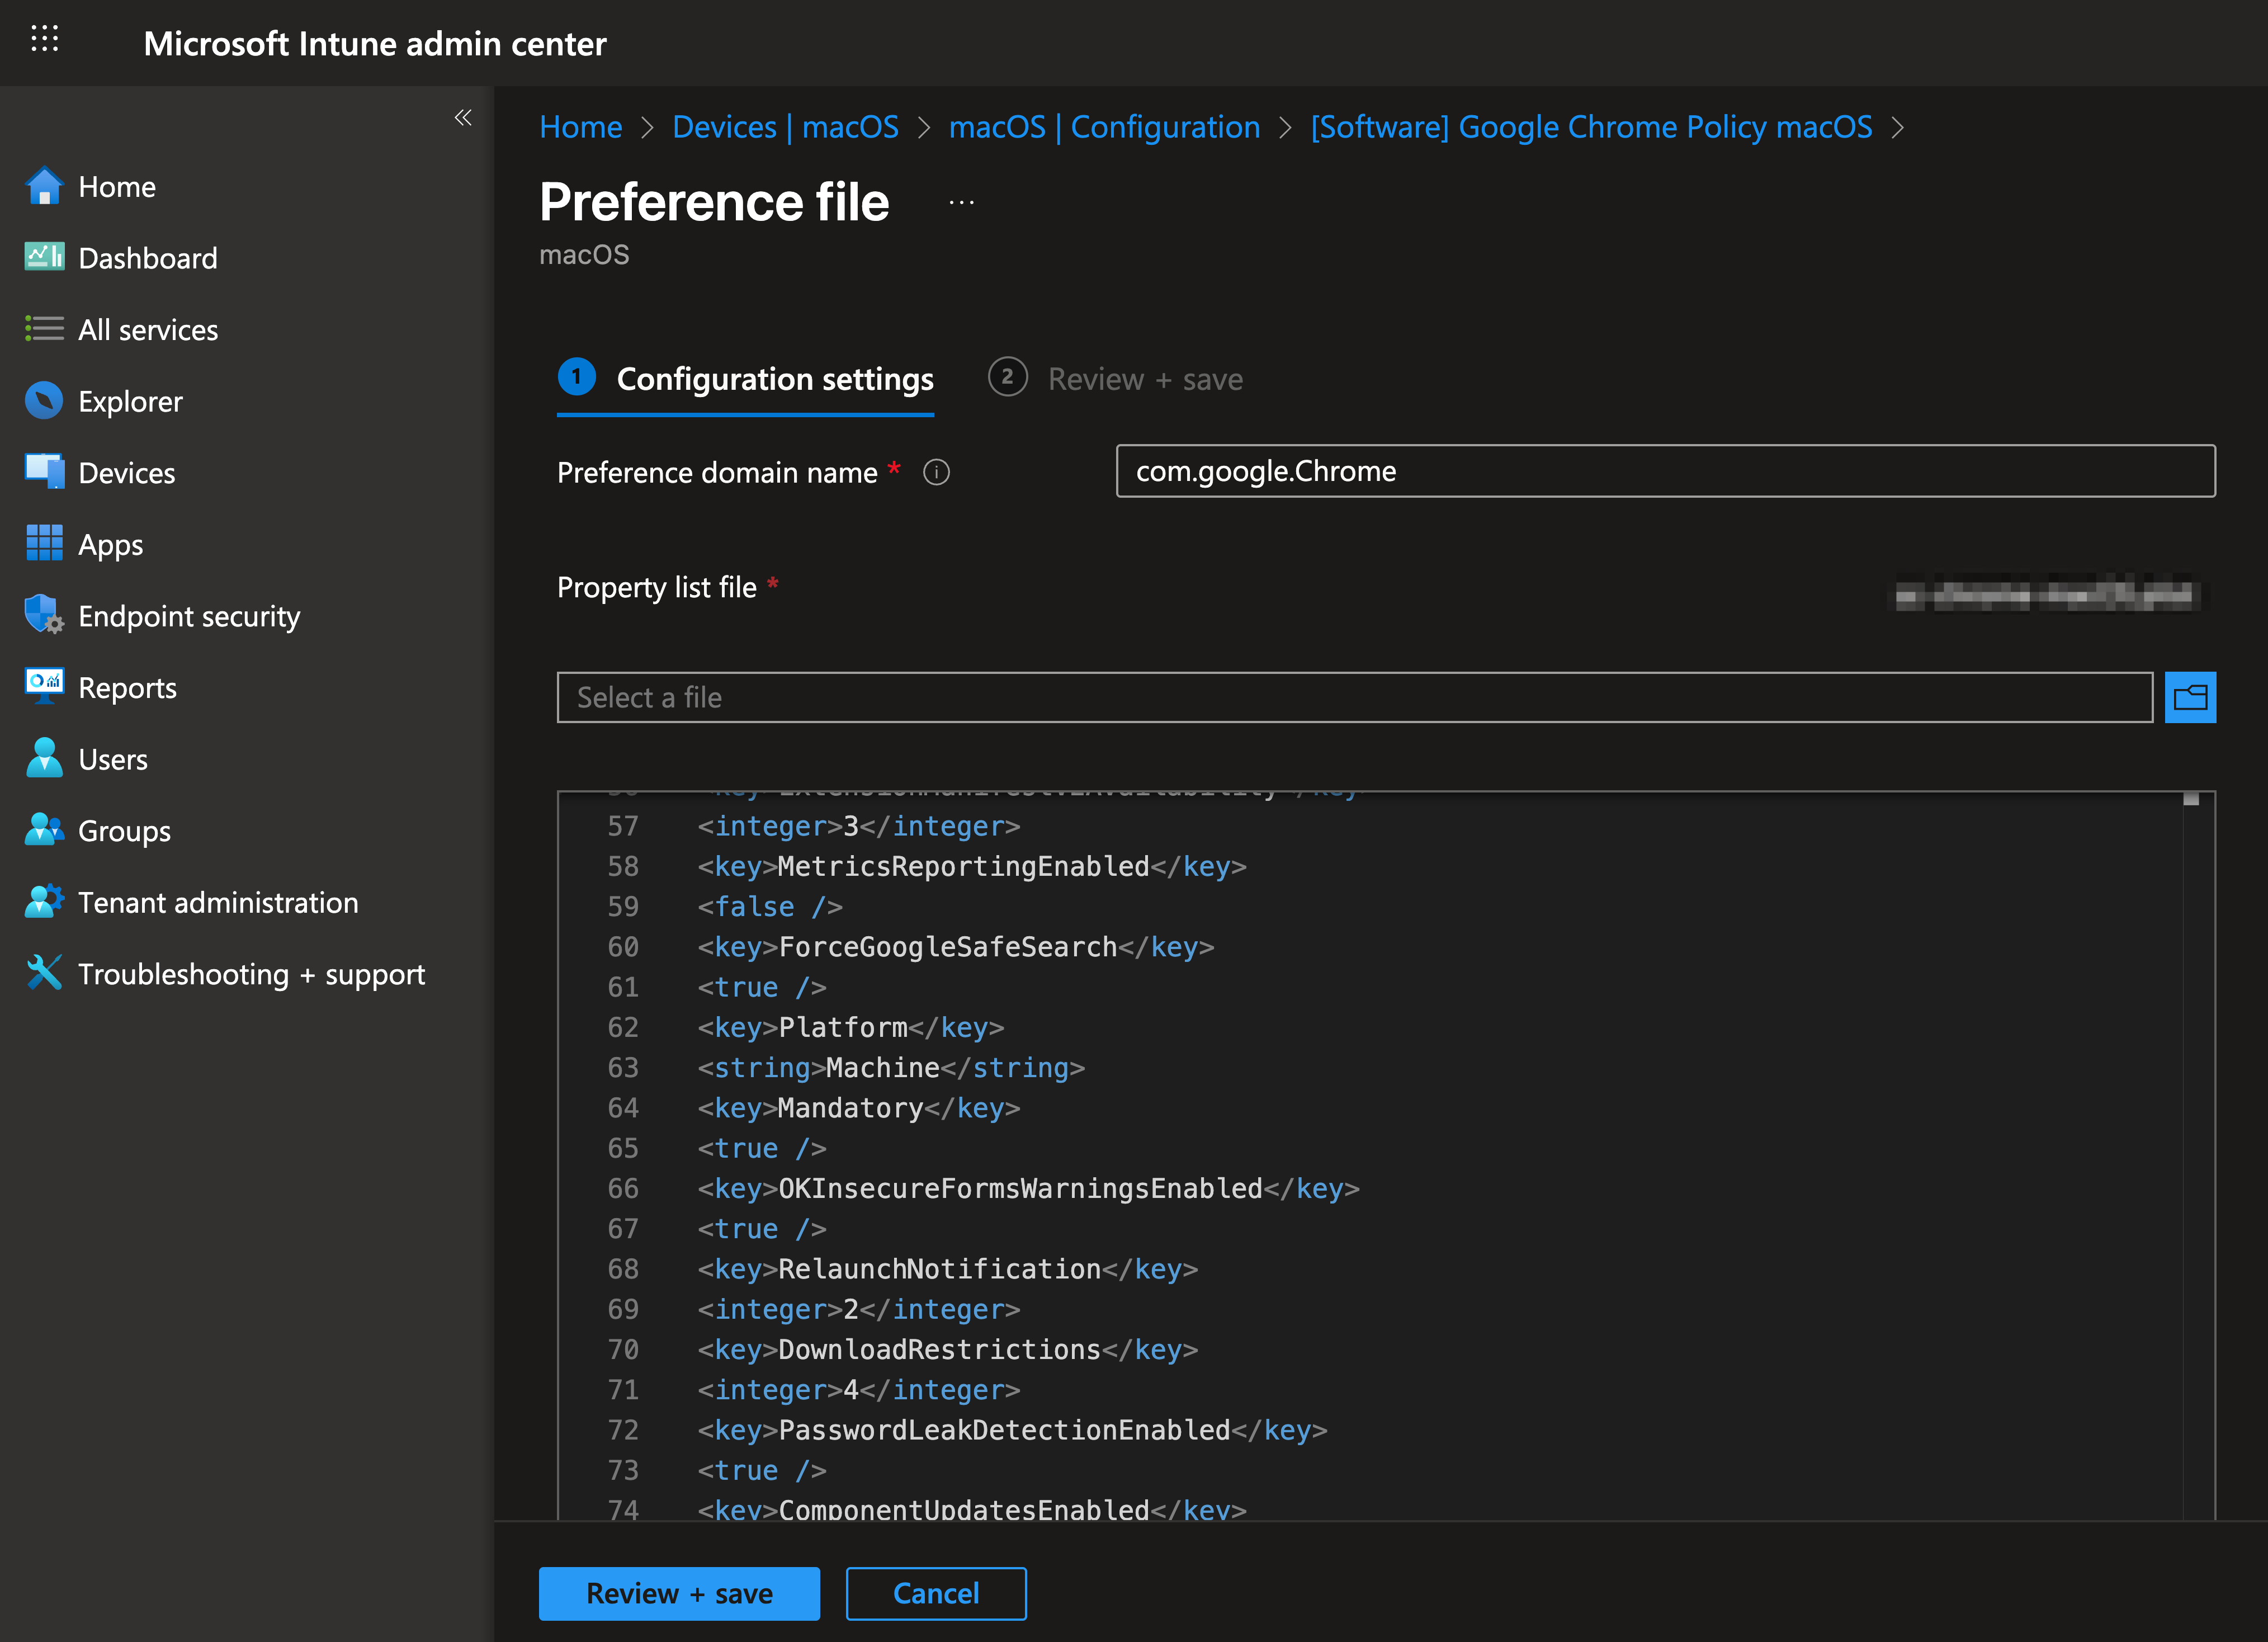 Microsoft Intune admin center
Home
Dashboard
All services
Explorer
Devices
Apps
Endpoint security
Reports
Users
Groups
Tenant administration
Troubleshooting + support
Home > Devices | macOS > macOS | Configuration > [Software] Google Chrome Policy macOS >
Preference file ...
macOS
1 Configuration settings 2 Review + save
Preference domain name * com.google.Chrome
Property list file *
Select a file
57 <integer>3</integer>
58 <key>MetricsReportingEnabled</key>
59 <false />
60 <key>ForceGoogleSafeSearch</key>
61 <true />
62 <key>Platform</key>
63 <string>Machine</string>
64 <key>Mandatory</key>
65 <true />
66 <key>OKInsecureFormsWarningsEnabled</key>
67 <true />
68 <key>RelaunchNotification</key>
69 <integer>2</integer>
70 <key>DownloadRestrictions</key>
71 <integer>4</integer>
72 <key>PasswordLeakDetectionEnabled</key>
73 <true />
74 <key>ComponentUpdatesEnabled</key>
Review + save Cancel